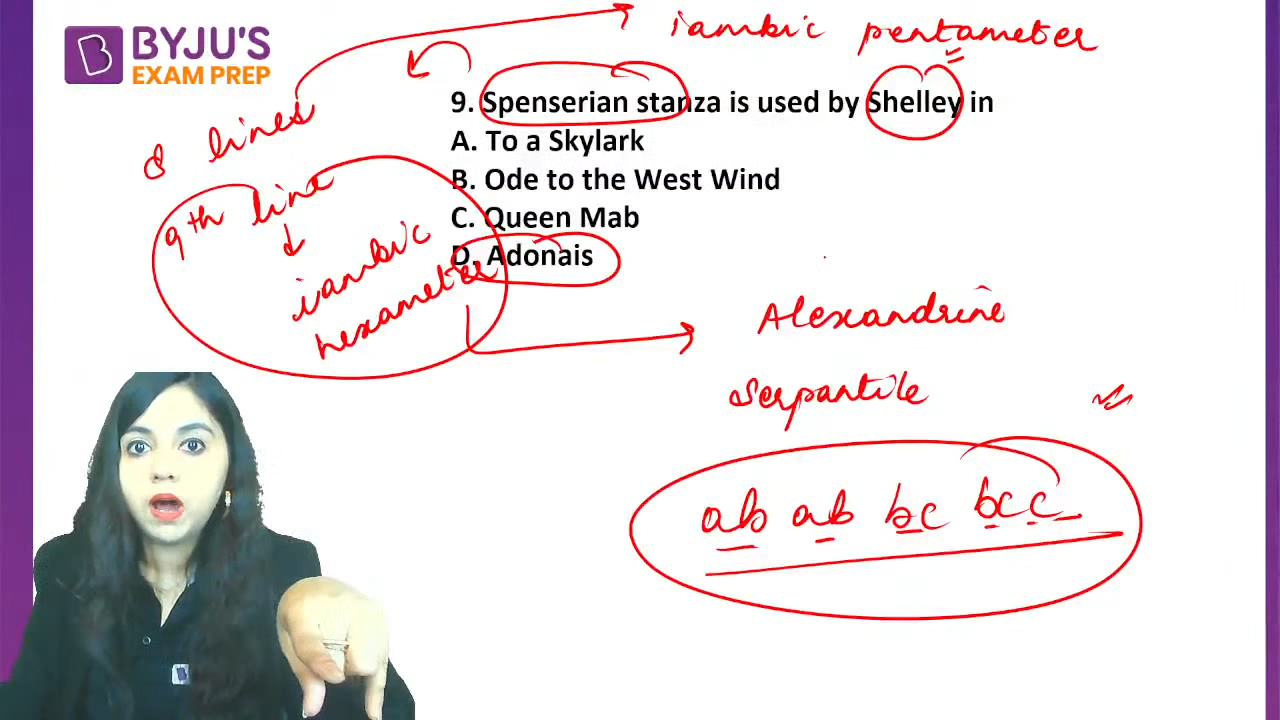 BYJU'S
EXAM PREP
iambic pentameter
8 lines
9. Spenserian stanza is used by Shelley in
A. To a Skylark
B. Ode to the West Wind
C. Queen Mab
D. Adonais
9th line
iambic
hexameter
Alexandrine
Serpantile
ab ab bc bcc